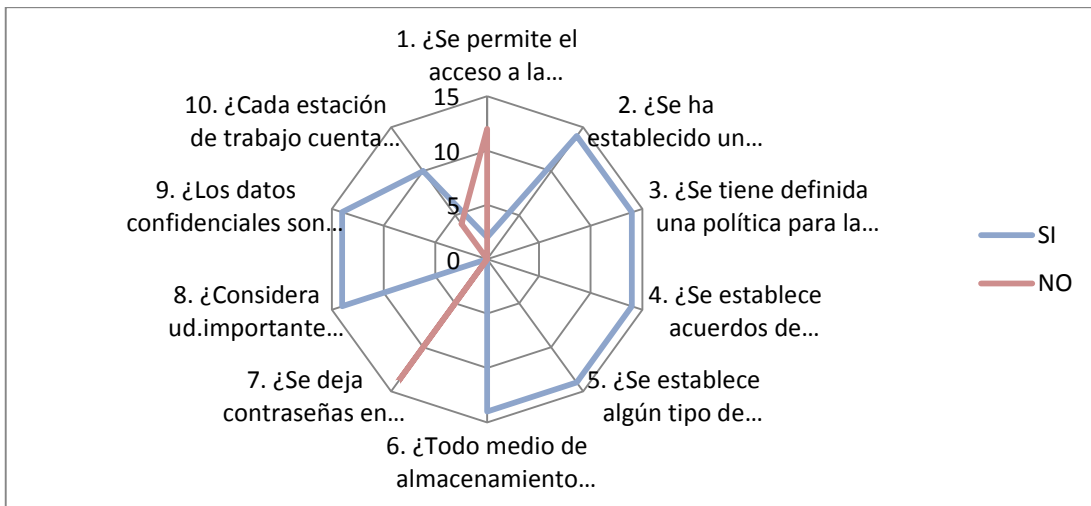 1. ¿Se permite el
acceso a la...
2. ¿Se ha
establecido un...
3. ¿Se tiene definida
una política para la...
4. ¿Se establece
acuerdos de...
5. ¿Se establece
algún tipo de...
6. ¿Todo medio de
almacenamiento...
7. ¿Se deja
contraseñas en...
8. ¿Considera
ud.importante...
9. ¿Los datos
confidenciales son...
10. ¿Cada estación
de trabajo cuenta...
15
10
5
0
SI
NO